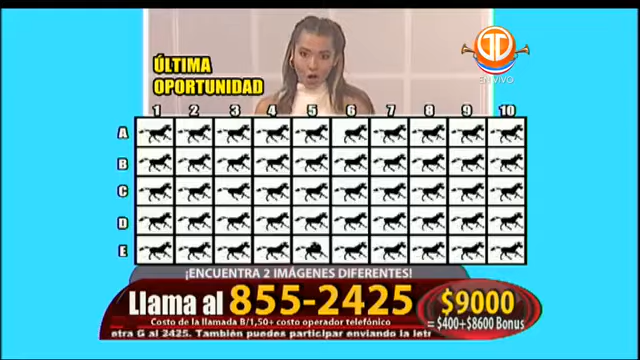 ÚLTIMA
OPORTUNIDAD
EN VIVO
1 2 3 4 5 6 7 8 9 10
A
B
C
D
E
¡ENCUENTRA 2 IMÁGENES DIFERENTES!
Llama al 855-2425
$9000
= $400+$8600 Bonus
Costo de la llamada B/1,50+ costo operador telefónico
etra G al 2425. También puedes participar enviando la letr